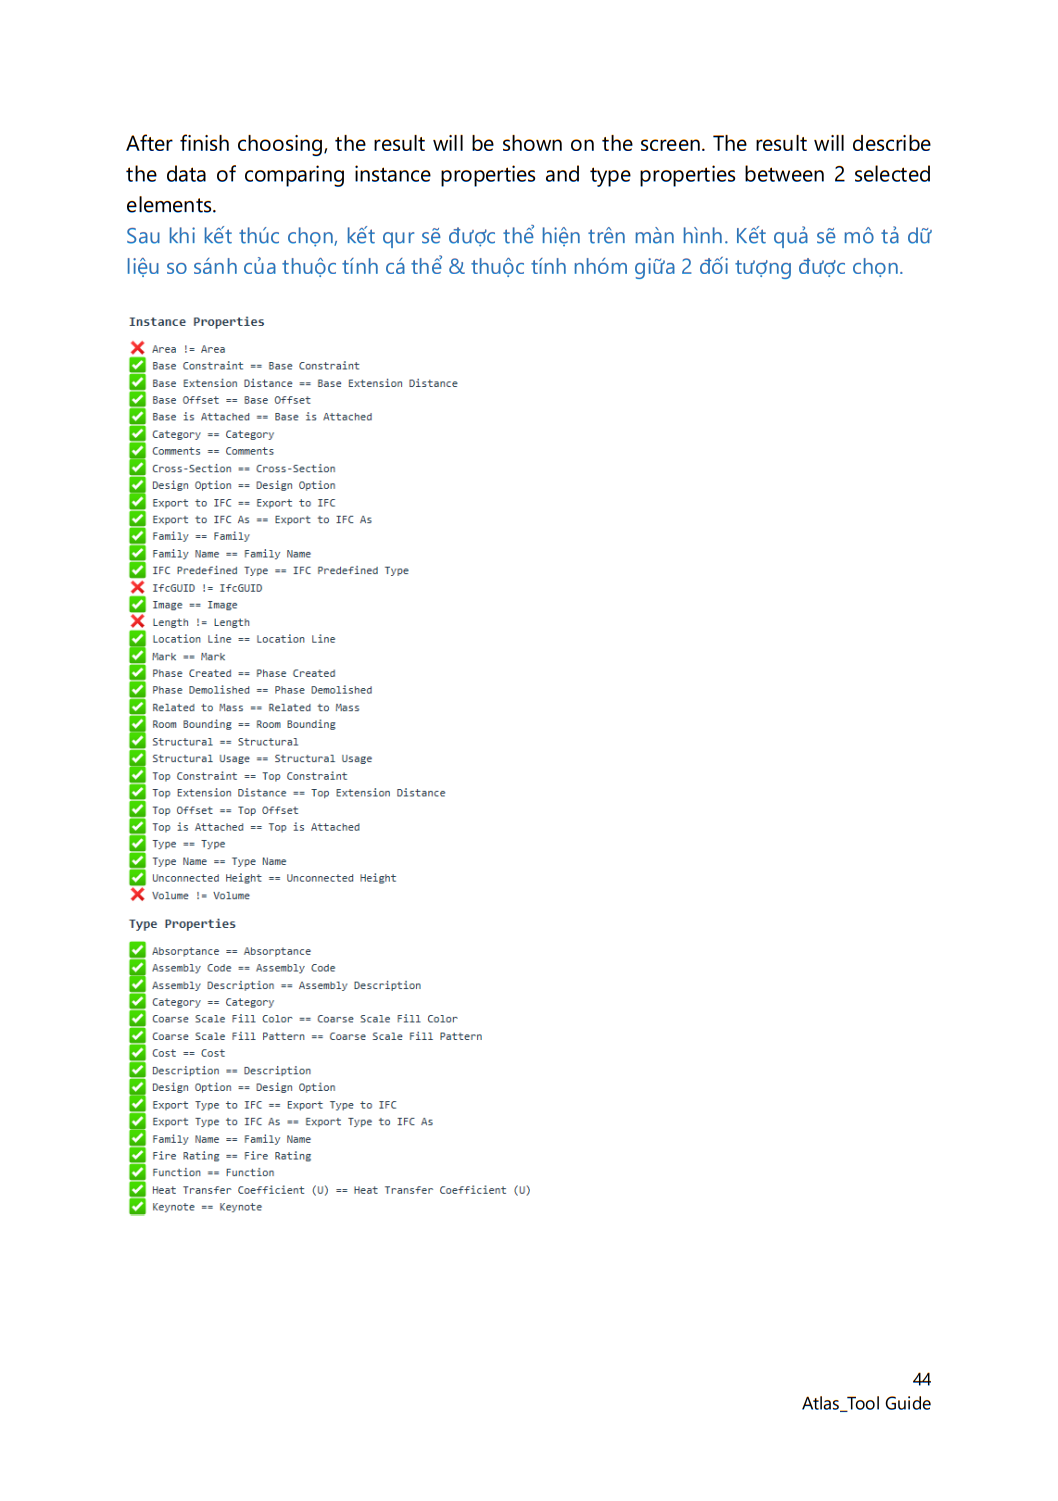 After finish choosing, the result will be shown on the screen. The result will describe
the data of comparing instance properties and type properties between 2 selected
elements.
Sau khi kết thúc chọn, kết qur sẽ được thể hiện trên màn hình. Kết quả sẽ mô tả dữ
liệu so sánh của thuộc tính cá thể & thuộc tính nhóm giữa 2 đối tượng được chọn.
Instance Properties
Area != Area
Base Constraint == Base Constraint
Base Extension Distance == Base Extension Distance
Base Offset == Base Offset
Base is Attached == Base is Attached
Category == Category
Comments == Comments
Cross-Section == Cross-Section
Design Option == Design Option
Export to IFC == Export to IFC
Export to IFC As == Export to IFC As
Family == Family
Family Name == Family Name
IFC Predefined Type == IFC Predefined Type
IfcGUID != IfcGUID
Image == Image
Length != Length
Location Line == Location Line
Mark == Mark
Phase Created == Phase Created
Phase Demolished == Phase Demolished
Related to Mass == Related to Mass
Room Bounding == Room Bounding
Structural == Structural
Structural Usage == Structural Usage
Top Constraint == Top Constraint
Top Extension Distance == Top Extension Distance
Top Offset == Top Offset
Top is Attached == Top is Attached
Type == Type
Type Name == Type Name
Unconnected Height == Unconnected Height
Volume != Volume
Type Properties
Absorptance == Absorptance
Assembly Code == Assembly Code
Assembly Description == Assembly Description
Category == Category
Coarse Scale Fill Color == Coarse Scale Fill Color
Coarse Scale Fill Pattern == Coarse Scale Fill Pattern
Cost == Cost
Description == Description
Design Option == Design Option
Export Type to IFC == Export Type to IFC
Export Type to IFC As == Export Type to IFC As
Family Name == Family Name
Fire Rating == Fire Rating
Function == Function
Heat Transfer Coefficient (U) == Heat Transfer Coefficient (U)
Keynote == Keynote
44
Atlas_Tool Guide